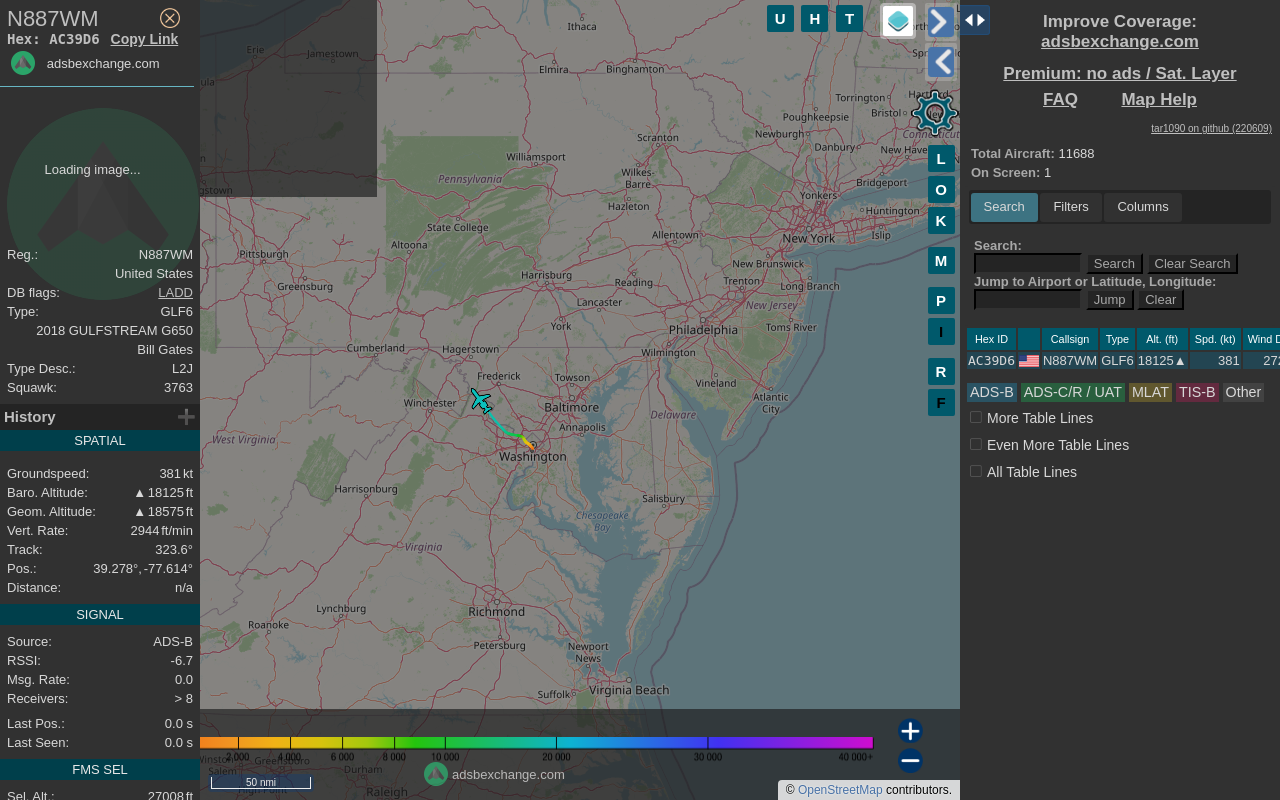 N887WM
Hex: AC39D6 Copy Link
adsbexchange.com
Loading image...
Reg.: N887WM
United States
DB flags: LADD
Type: GLF6
2018 GULFSTREAM G650
Bill Gates
Type Desc.: L2J
Squawk: 3763
History
SPATIAL
Groundspeed: 381 kt
Baro. Altitude: ▲ 18125 ft
Geom. Altitude: ▲ 18575 ft
Vert. Rate: 2944 ft/min
Track: 323.6°
Pos.: 39.278°, -77.614°
Distance: n/a
SIGNAL
Source: ADS-B
RSSI: -6.7
Msg. Rate: 0.0
Receivers: > 8
Last Pos.: 0.0 s
Last Seen: 0.0 s
FMS SEL
Sel. Alt.: 27008 ft
Ithaca
Erie
Jamestown
Elmira
Binghamton
Torrington
Poughkeepsie
Bristol
Newburgh
Connecticut
Scranton
Danbury
New Haven
Williamsport
Wilkes-
Barre
Pennsylvania
Bridgeport
Yonkers
Hazleton
Huntington
State College
Allentown
New York
Islip
Altoona
Pittsburgh
New Brunswick
Harrisburg
Reading
Trenton
Long Branch
Greensburg
Lancaster
New Jersey
York
Philadelphia
Toms River
Cumberland
Hagerstown
Wilmington
Frederick
Towson
Vineland
Winchester
Baltimore
Atlantic
City
Delaware
Annapolis
West Virginia
Washington
Harrisonburg
Salisbury
Chesapeake
Bay
Virginia
Lynchburg
Richmond
Roanoke
Petersburg
Newport
News
Suffolk
Virginia Beach
Greensboro
Winston-
Salem
Durham
High Point
Raleigh
U H T
L
O
K
M
P
I
R
F
2 000 4 000 6 000 8 000 10 000 20 000 30 000 40 000+
50 nmi
adsbexchange.com
© OpenStreetMap contributors.
Improve Coverage:
adsbexchange.com
Premium: no ads / Sat. Layer
FAQ Map Help
tar1090 on github (220609)
Total Aircraft: 11688
On Screen: 1
Search Filters Columns
Search:
Search Clear Search
Jump to Airport or Latitude, Longitude:
Jump Clear
Hex ID Callsign Type Alt. (ft) Spd. (kt) Wind D
AC39D6 N887WM GLF6 18125▲ 381 272
ADS-B ADS-C/R / UAT MLAT TIS-B Other
More Table Lines
Even More Table Lines
All Table Lines